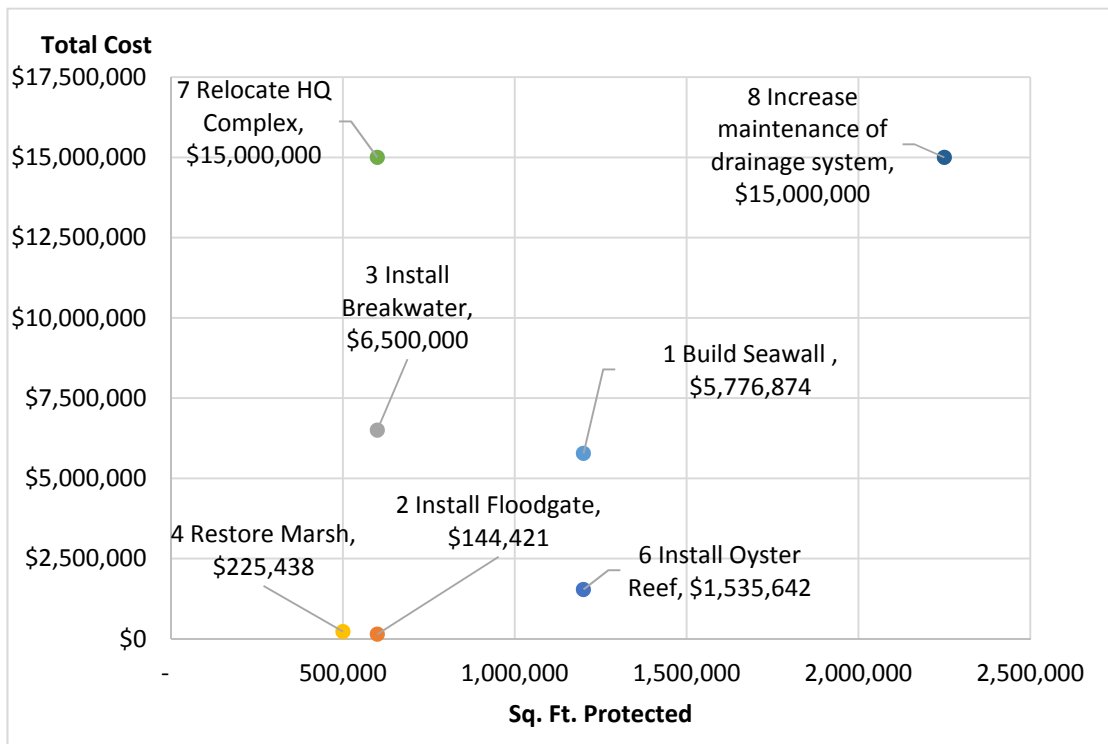 Total Cost
$17,500,000
$15,000,000
$12,500,000
$10,000,000
$7,500,000
$5,000,000
$2,500,000
$0
7 Relocate HQ
Complex,
$15,000,000
8 Increase
maintenance of
drainage system,
$15,000,000
3 Install
Breakwater,
$6,500,000
1 Build Seawall ,
$5,776,874
2 Install Floodgate,
$144,421
4 Restore Marsh,
$225,438
6 Install Oyster
Reef, $1,535,642
- 500,000 1,000,000 1,500,000 2,000,000 2,500,000
Sq. Ft. Protected